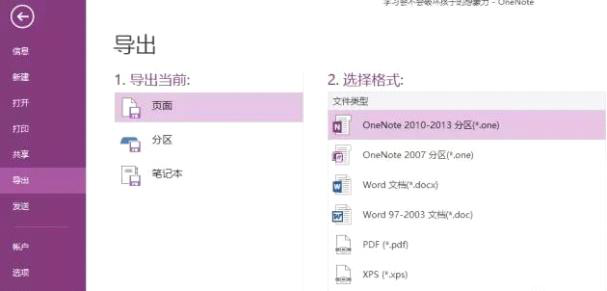 学习会不会破坏孩子的想象力 - OneNote
信息
新建
打开
打印
共享
导出
发送
帐户
选项
导出
1. 导出当前:
页面
分区
笔记本
2. 选择格式:
文件类型
OneNote 2010-2013 分区(*.one)
OneNote 2007 分区(*.one)
Word 文档(*.docx)
Word 97-2003 文档(*.doc)
PDF (*.pdf)
XPS (*.xps)